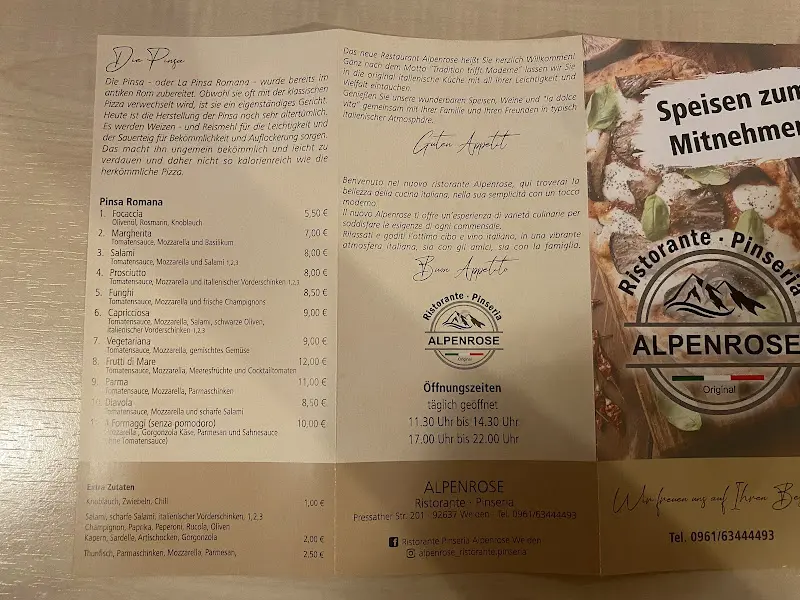 Die Pinsa
Die Pinsa - oder La Pinsa Romana - wurde bereits im
antiken Rom zubereitet. Obwohl sie oft mit der klassischen
Pizza verwechselt wird, ist sie ein eigenständiges Gericht.
Heute ist die Herstellung der Pinsa noch sehr altertümlich.
Es werden Weizen - und Reismehl für die Leichtigkeit und
der Sauerteig für Bekömmlichkeit und Auflockerung sorgen.
Das macht ihn ungemein bekömmlich und leicht zu
verdauen und daher nicht so kalorienreich wie die
herkömmliche Pizza.
Pinsa Romana
1. Focaccia 5,50 €
Olivenöl, Rosmarin, Knoblauch
2. Margherita 7,00 €
Tomatensauce, Mozzarella und Basilikum
3. Salami 8,00 €
Tomatensauce, Mozzarella und Salami 1,2,3
4. Prosciutto 8,00 €
Tomatensauce, Mozzarella und italienischer Vorderschinken 1,2,3
5. Funghi 8,50 €
Tomatensauce, Mozzarella und frische Champignons
6. Capricciosa 9,00 €
Tomatensauce, Mozzarella, Salami, schwarze Oliven,
italienischer Vorderschinken 1,2,3
7. Vegetariana 9,00 €
Tomatensauce, Mozzarella, gemischtes Gemüse
8. Frutti di Mare 12,00 €
Tomatensauce, Mozzarella, Meeresfrüchte und Cocktailtomaten
9. Parma 11,00 €
Tomatensauce, Mozzarella, Parmaschinken
10. Diavola 8,50 €
Tomatensauce, Mozzarella und scharfe Salami
Formaggi (senza pomodoro) 10,00 €
Mozzarella, Gorgonzola Käse, Parmesan und Sahnesauce
(ohne Tomatensauce)
Extra Zutaten
Knoblauch, Zwiebeln, Chili 1,00 €
Salami, scharfe Salami, italienischer Vorderschinken, 1,2,3
Champignon, Paprika, Peperoni, Rucola, Oliven
Kapern, Sardelle, Artischocken, Gorgonzola 2,00 €
Thunfisch, Parmaschinken, Mozzarella, Parmesan, 2,50 €
Das neue Restaurant Alpenrose heißt Sie herzlich Willkommen!
Ganz nach dem Motto "Tradition trifft Moderne" lassen wir Sie
in die original italienische Küche mit all ihrer Leichtigkeit und
Vielfalt eintauchen.
Genießen Sie unsere wunderbaren Speisen, Weine und "la dolce
vita" gemeinsam mit Ihrer Familie und Ihren Freunden in typisch
italienischer Atmosphäre.
Guten Appetit
Benvenuto nel nuovo ristorante Alpenrose, qui troverai la
bellezza della cucina italiana, nella sua semplicità con un tocco
moderno.
Il nuovo Alpenrose ti offre un'esperienza di varietà culinarie per
soddisfare le esigenze di ogni commensale.
Rilassati e goditi l'ottimo cibo e vino italiano, in una vibrante
atmosfera italiana, sia con gli amici, sia con la famiglia.
Buon Appetito
Ristorante · Pinseria
ALPENROSE
Original
Öffnungszeiten
täglich geöffnet
11.30 Uhr bis 14.30 Uhr
17.00 Uhr bis 22.00 Uhr
ALPENROSE
Ristorante · Pinseria
Pressather Str. 201 · 92637 Weiden · Tel. 0961/63444493
Ristorante Pinseria Alpenrose Weiden
alpenrose_ristorante.pinseria
Speisen zum
Mitnehmen
Ristorante · Pinseria
ALPENROSE
Original
Wir freuen uns auf Ihren
Tel. 0961/63444493